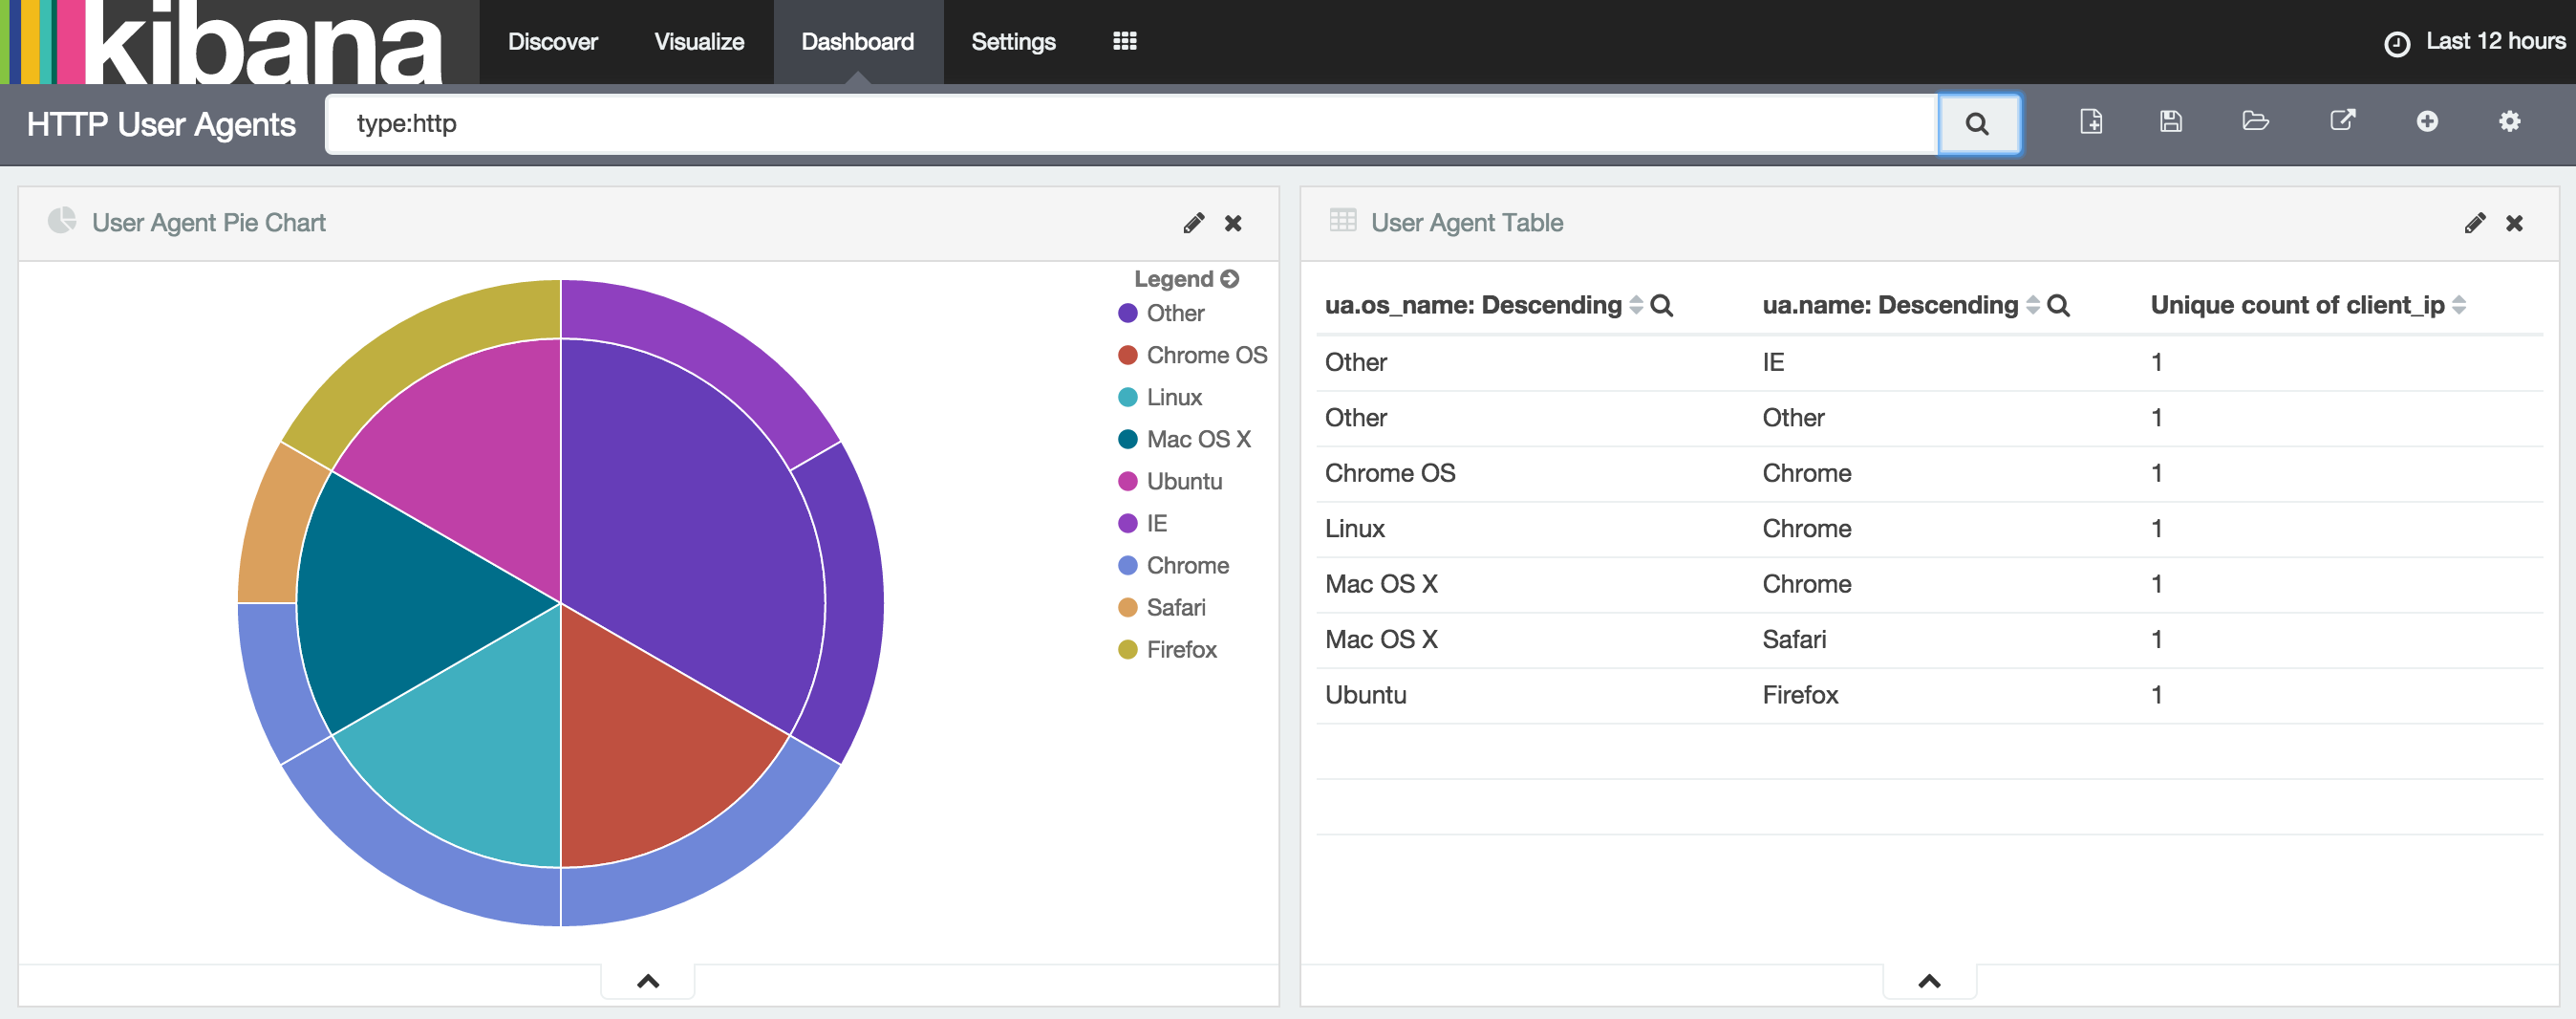 kibana
Discover Visualize Dashboard Settings Last 12 hours
HTTP User Agents type:http
User Agent Pie Chart
Legend
Other
Chrome OS
Linux
Mac OS X
Ubuntu
IE
Chrome
Safari
Firefox
User Agent Table
ua.os_name: Descending ua.name: Descending Unique count of client_ip
Other IE 1
Other Other 1
Chrome OS Chrome 1
Linux Chrome 1
Mac OS X Chrome 1
Mac OS X Safari 1
Ubuntu Firefox 1